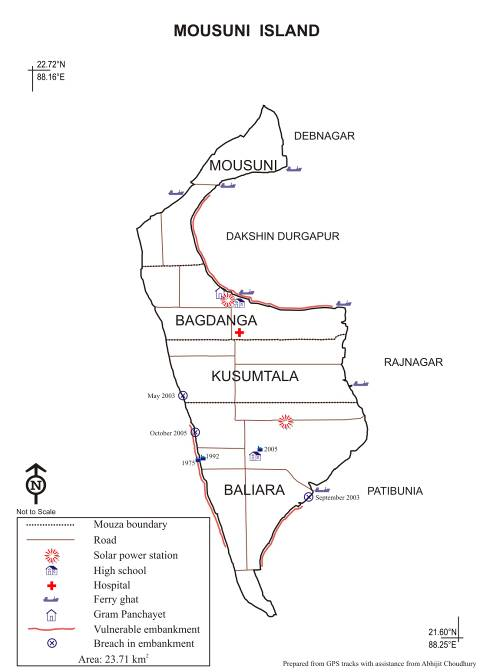 MOUSUNI ISLAND
22.72°N
88.16°E
DEBNAGAR
MOUSUNI
DAKSHIN DURGAPUR
BAGDANGA
RAJNAGAR
KUSUMTALA
May 2003
October 2005
2005
1992
1975
BALIARA
PATIBUNIA
September 2003
N
Not to Scale
Mouza boundary
Road
Solar power station
High school
Hospital
Ferry ghat
Gram Panchayet
Vulnerable embankment
Breach in embankment
Area: 23.71 km²
21.60°N
88.25°E
Prepared from GPS tracks with assistance from Abhijit Choudhury